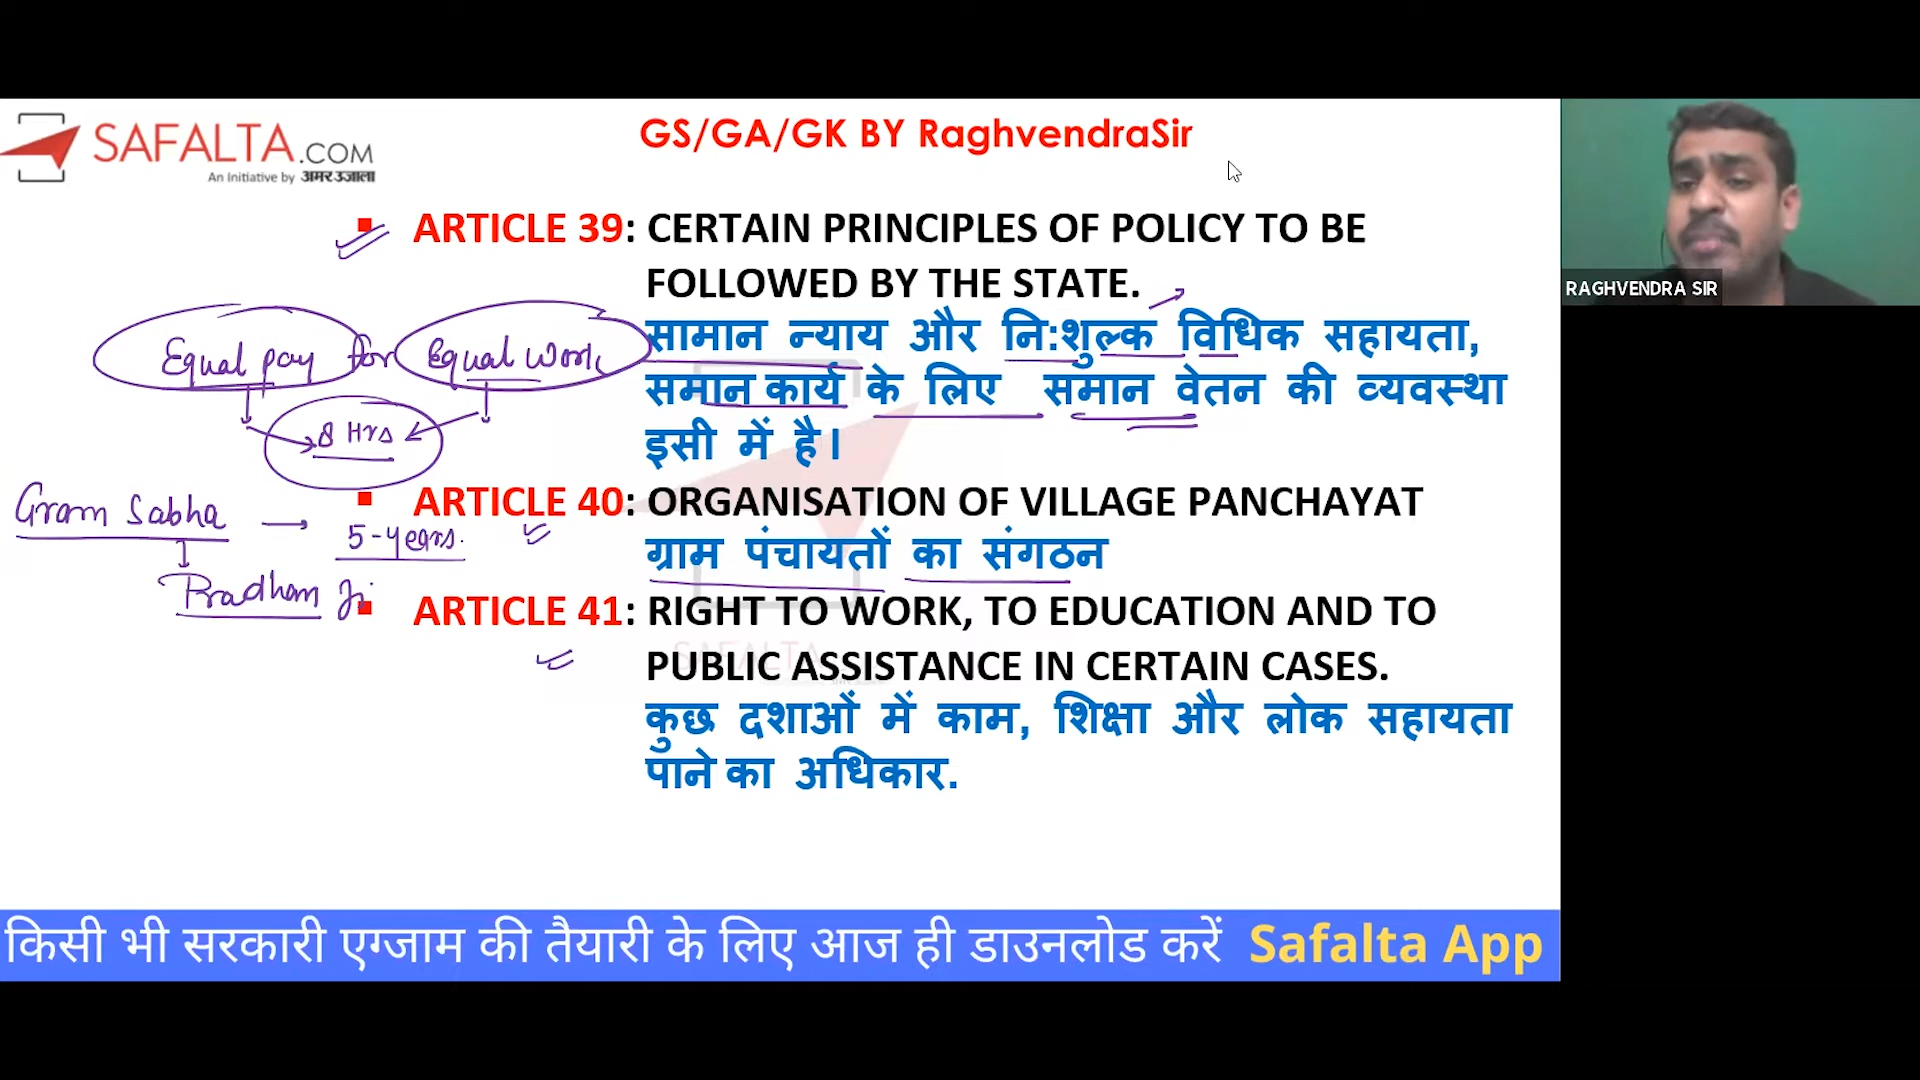 SAFALTA.COM
An Initiative by अमर उजाला
GS/GA/GK BY RaghvendraSir
RAGHVENDRA SIR
ARTICLE 39: CERTAIN PRINCIPLES OF POLICY TO BE
FOLLOWED BY THE STATE.
सामान न्याय और नि:शुल्क विधिक सहायता,
समान कार्य के लिए समान वेतन की व्यवस्था
इसी में है।
Equal pay for Equal Work
8 Hrs
ARTICLE 40: ORGANISATION OF VILLAGE PANCHAYAT
ग्राम पंचायतों का संगठन
Gram Sabha → 5-years.
Pradham Ji
ARTICLE 41: RIGHT TO WORK, TO EDUCATION AND TO
PUBLIC ASSISTANCE IN CERTAIN CASES.
कुछ दशाओं में काम, शिक्षा और लोक सहायता
पाने का अधिकार.
SAFALTA
किसी भी सरकारी एग्जाम की तैयारी के लिए आज ही डाउनलोड करें Safalta App